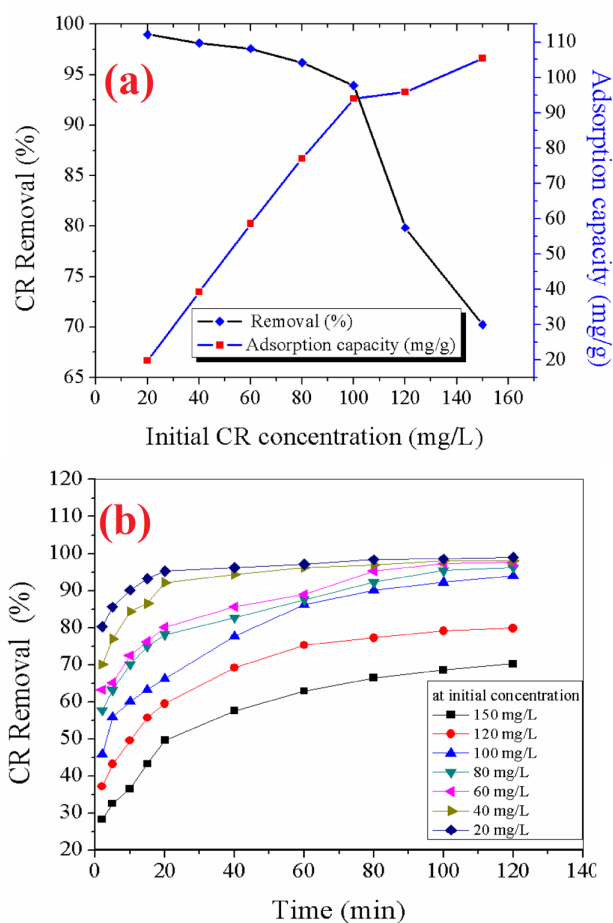 (a)
CR Removal (%)
100
95
90
85
80
75
70
65
110
100
90
80
70
60
50
40
30
20
Adsorption capacity (mg/g)
Removal (%)
Adsorption capacity (mg/g)
0 20 40 60 80 100 120 140 160
Initial CR concentration (mg/L)
(b)
CR Removal (%)
120
110
100
90
80
70
60
50
40
30
20
at initial concentration
150 mg/L
120 mg/L
100 mg/L
80 mg/L
60 mg/L
40 mg/L
20 mg/L
0 20 40 60 80 100 120 140
Time (min)